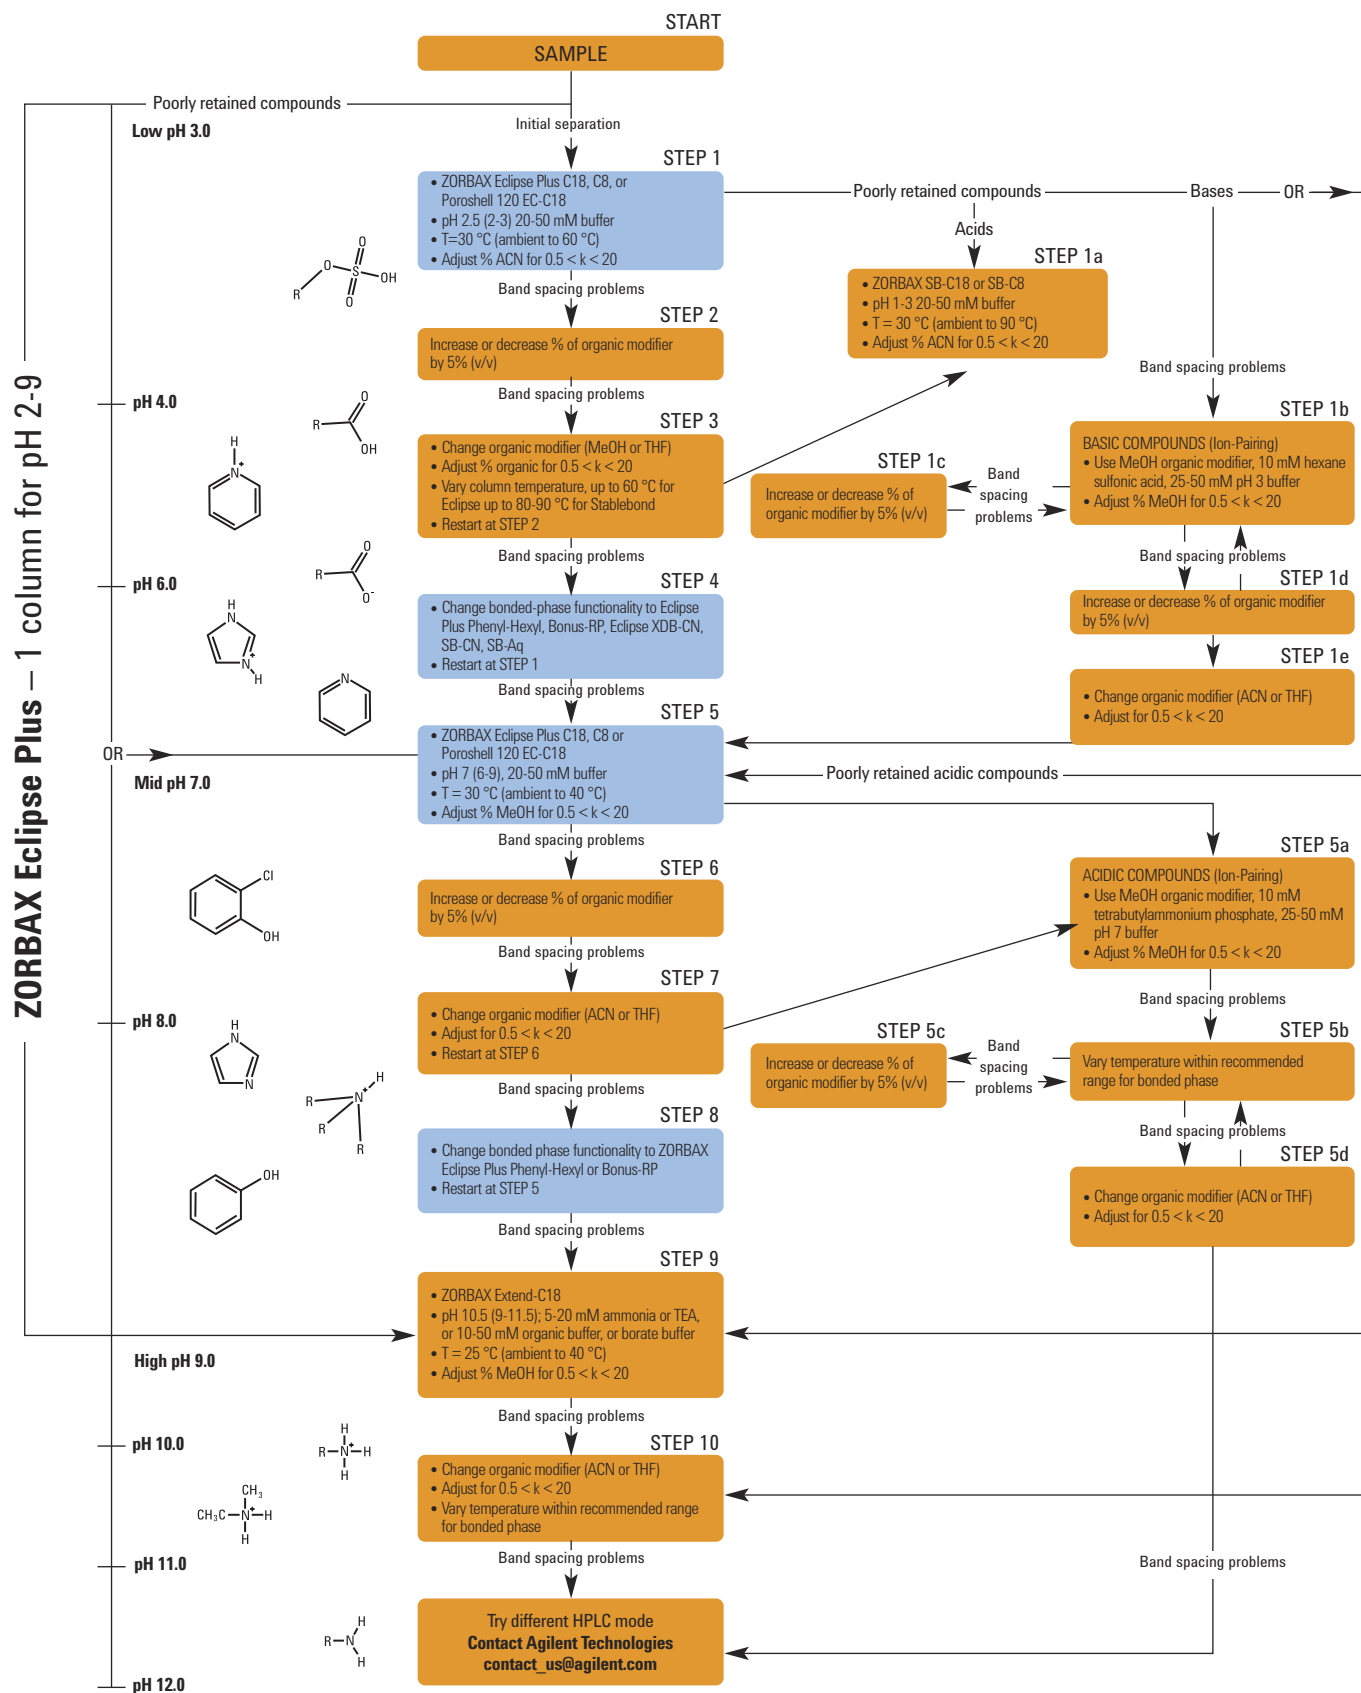 START
SAMPLE
Poorly retained compounds
Low pH 3.0
Initial separation
STEP 1
• ZORBAX Eclipse Plus C18, C8, or
Poroshell 120 EC-C18
• pH 2.5 (2-3) 20-50 mM buffer
• T=30 °C (ambient to 60 °C)
• Adjust % ACN for 0.5 < k < 20
Poorly retained compounds
Bases
OR
Acids
STEP 1a
• ZORBAX SB-C18 or SB-C8
• pH 1-3 20-50 mM buffer
• T = 30 °C (ambient to 90 °C)
• Adjust % ACN for 0.5 < k < 20
O
O
S
OH
R
O
Band spacing problems
STEP 2
Increase or decrease % of organic modifier
by 5% (v/v)
Band spacing problems
Band spacing problems
pH 4.0
O
R
OH
H
N
+
STEP 3
• Change organic modifier (MeOH or THF)
• Adjust % organic for 0.5 < k < 20
• Vary column temperature, up to 60 °C for
Eclipse up to 80-90 °C for Stablebond
• Restart at STEP 2
STEP 1b
BASIC COMPOUNDS (Ion-Pairing)
• Use MeOH organic modifier, 10 mM hexane
sulfonic acid, 25-50 mM pH 3 buffer
• Adjust % MeOH for 0.5 < k < 20
STEP 1c
Increase or decrease % of
organic modifier by 5% (v/v)
Band
spacing
problems
Band spacing problems
Band spacing problems
pH 6.0
O
R
O-
H
N
N
+
H
N
STEP 4
• Change bonded-phase functionality to Eclipse
Plus Phenyl-Hexyl, Bonus-RP, Eclipse XDB-CN,
SB-CN, SB-Aq
• Restart at STEP 1
STEP 1d
Increase or decrease % of organic modifier
by 5% (v/v)
STEP 1e
• Change organic modifier (ACN or THF)
• Adjust for 0.5 < k < 20
Band spacing problems
ZORBAX Eclipse Plus – 1 column for pH 2-9
OR
Mid pH 7.0
STEP 5
• ZORBAX Eclipse Plus C18, C8 or
Poroshell 120 EC-C18
• pH 7 (6-9), 20-50 mM buffer
• T = 30 °C (ambient to 40 °C)
• Adjust % MeOH for 0.5 < k < 20
Poorly retained acidic compounds
Band spacing problems
STEP 6
Increase or decrease % of organic modifier
by 5% (v/v)
Cl
OH
STEP 5a
ACIDIC COMPOUNDS (Ion-Pairing)
• Use MeOH organic modifier, 10 mM
tetrabutylammonium phosphate, 25-50 mM
pH 7 buffer
• Adjust % MeOH for 0.5 < k < 20
Band spacing problems
STEP 7
• Change organic modifier (ACN or THF)
• Adjust for 0.5 < k < 20
• Restart at STEP 6
Band spacing problems
pH 8.0
H
N
N
STEP 5b
Vary temperature within recommended
range for bonded phase
STEP 5c
Increase or decrease % of
organic modifier by 5% (v/v)
Band
spacing
problems
Band spacing problems
R
N
+
H
R
R
Band spacing problems
STEP 8
• Change bonded phase functionality to ZORBAX
Eclipse Plus Phenyl-Hexyl or Bonus-RP
• Restart at STEP 5
STEP 5d
• Change organic modifier (ACN or THF)
• Adjust for 0.5 < k < 20
OH
Band spacing problems
STEP 9
• ZORBAX Extend-C18
• pH 10.5 (9-11.5); 5-20 mM ammonia or TEA,
or 10-50 mM organic buffer, or borate buffer
• T = 25 °C (ambient to 40 °C)
• Adjust % MeOH for 0.5 < k < 20
High pH 9.0
Band spacing problems
pH 10.0
H
R N H
+
H
CH3
CH3C N H
+
H
STEP 10
• Change organic modifier (ACN or THF)
• Adjust for 0.5 < k < 20
• Vary temperature within recommended range
for bonded phase
Band spacing problems
Band spacing problems
pH 11.0
H
R N
H
Try different HPLC mode
Contact Agilent Technologies
contact_us@agilent.com
pH 12.0